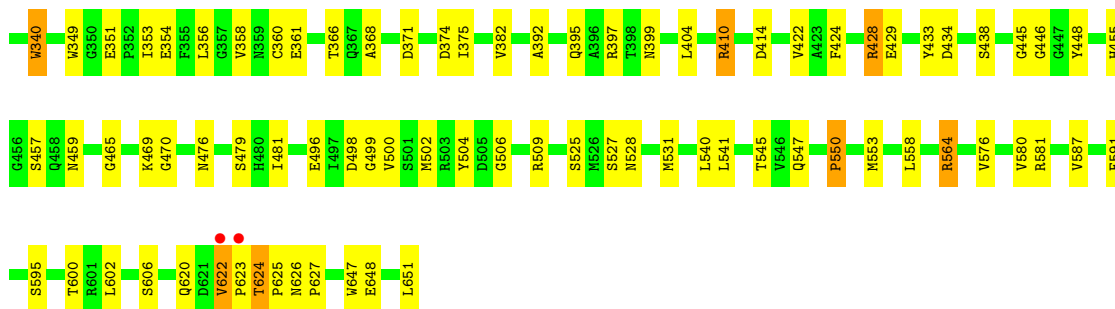 W340 W349 G350 E351 P352 I353 E354 F355 L356 G357 V358 N359 C360 E361 T366 Q367 A368 D371 D374 I375 V382 A392 Q395 A396 R397 T398 N399 L404 R410 D414 V422 A423 F424 R428 E429 Y433 D434 S438 G445 G446 G447 Y448
G456 S457 Q458 N459 G465 K469 G470 N476 S479 H480 I481 E496 I497 D498 G499 V500 S501 M502 R503 Y504 D505 G506 R509 S525 M526 S527 N528 M531 L540 L541 T545 V546 Q547 P550 M553 L558 R564 V576 V580 R581 V587
S595 T600 R601 L602 S606 Q620 D621 V622 P623 T624 P625 N626 P627 W647 E648 L651